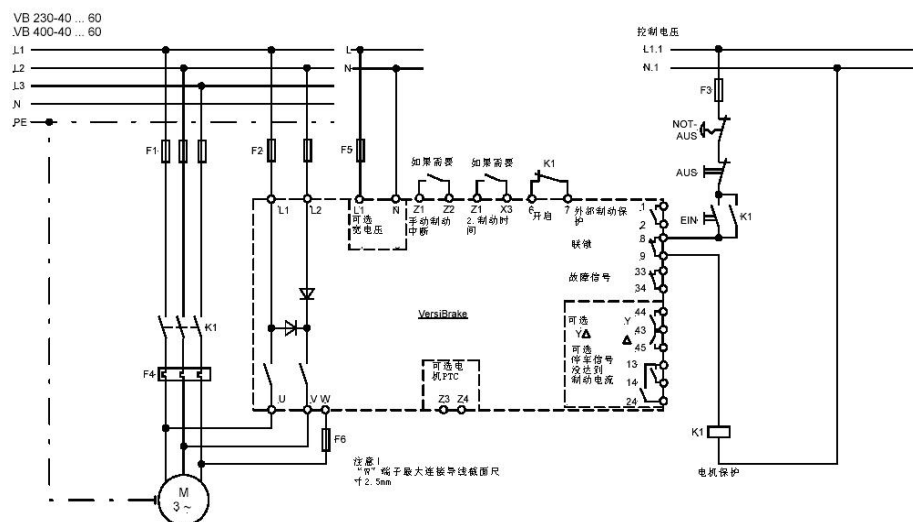 VB 230-40 ... 60
VB 400-40 ... 60
L1
L2
L3
N
PE
L
N
控制电压
L1.1
N.1
F1
F2
F5
F3
NOT-
AUS
AUS
EIN
K1
如果需要
如果需要
K1
L1
L2
L1
N
Z1
Z2
Z1
X3
6
7
可选
宽电压
手动制动
中断
2.制动时
间
开启
外部制动保
护
1
2
联锁
8
9
故障信号
33
34
VersiBrake
可选
Y
Y
44
43
45
可选
停车信号
没达到
制动电流
13
14
24
K1
F4
可选电
机PTC
U
V
W
Z3
Z4
F6
K1
电机保护
注意!
"W"端子最大连接导线截面尺
寸2.5mm
M
3 ~